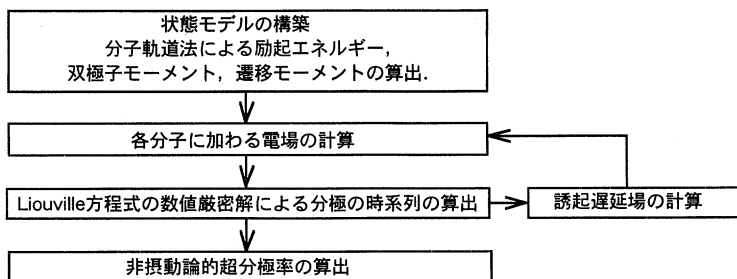 状態モデルの構築
分子軌道法による励起エネルギー,
双極子モーメント, 遷移モーメントの算出.
各分子に加わる電場の計算
Liouville方程式の数値厳密解による分極の時系列の算出
誘起遅延場の計算
非摂動論的超分極率の算出